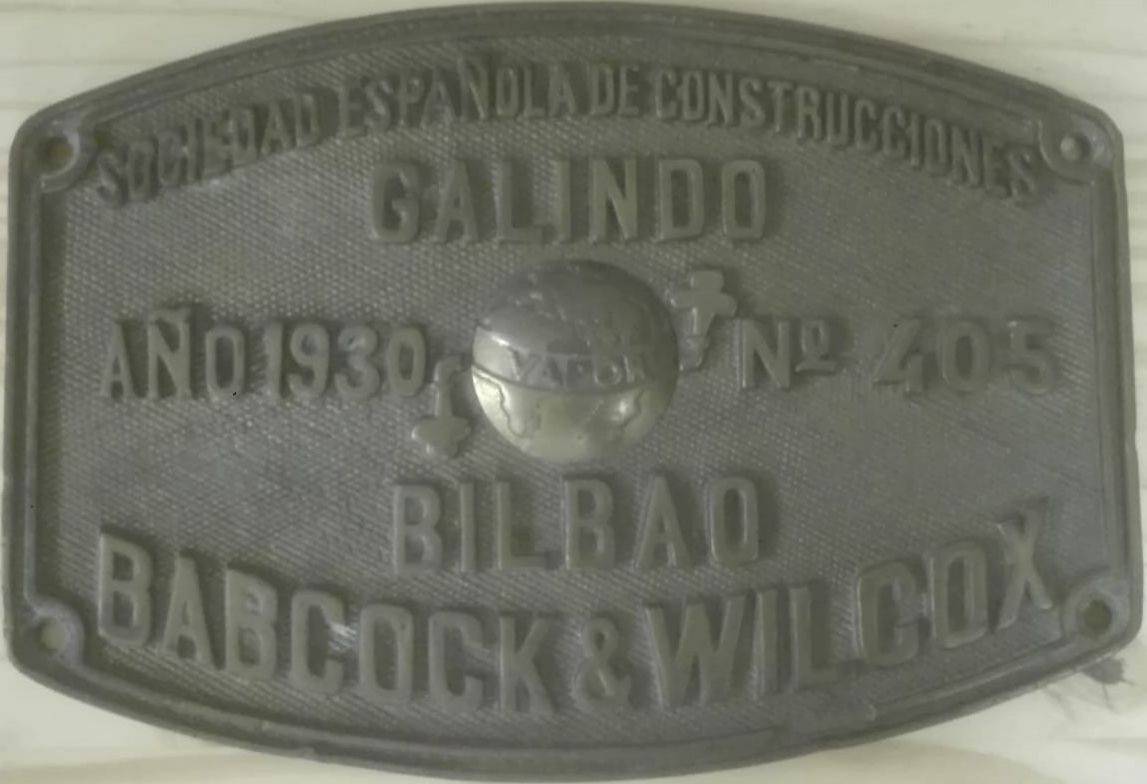 SOCIEDAD ESPAÑOLA DE CONSTRUCCIONES
GALINDO
AÑO 1930 VAPOR Nº 405
BILBAO
BABCOCK & WILCOX